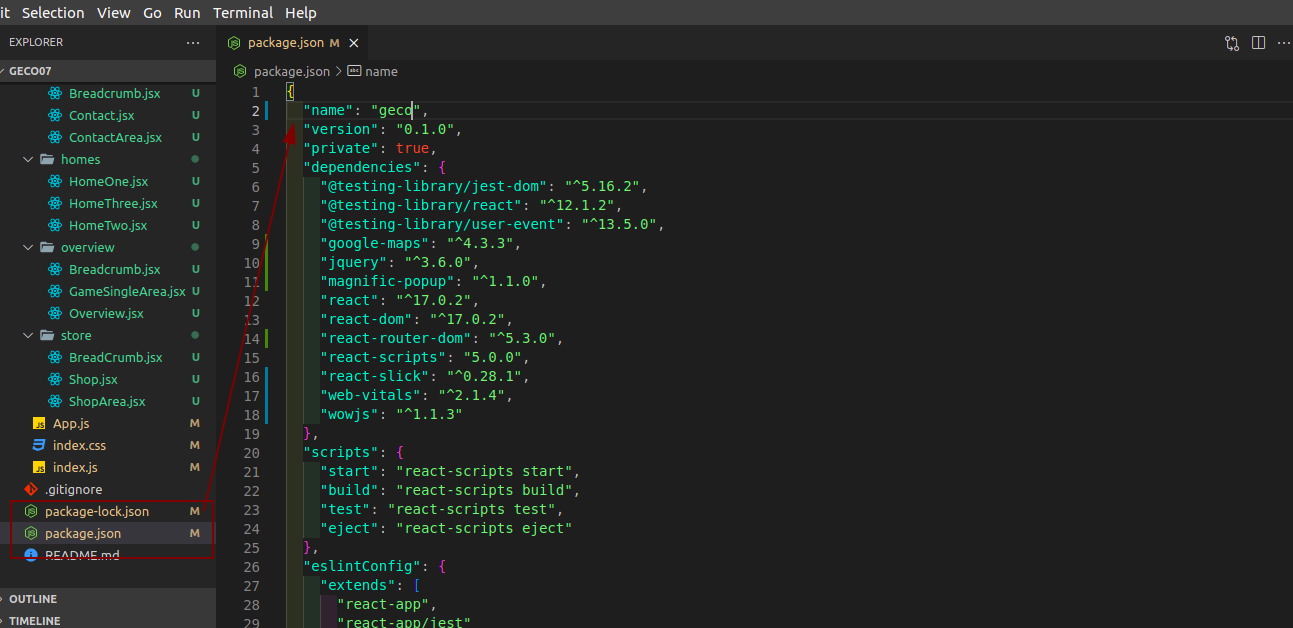 it Selection View Go Run Terminal Help
EXPLORER
GECO07
Breadcrumb.jsx U
Contact.jsx U
ContactArea.jsx U
homes
HomeOne.jsx U
HomeThree.jsx U
HomeTwo.jsx U
overview
Breadcrumb.jsx U
GameSingleArea.jsx U
Overview.jsx U
store
BreadCrumb.jsx U
Shop.jsx U
ShopArea.jsx U
JS App.js M
index.css M
JS index.js M
.gitignore
package-lock.json M
package.json M
README.md
OUTLINE
TIMELINE
package.json M
package.json > abc name
1 {
2 "name": "geco",
3 "version": "0.1.0",
4 "private": true,
5 "dependencies": {
6 "@testing-library/jest-dom": "^5.16.2",
7 "@testing-library/react": "^12.1.2",
8 "@testing-library/user-event": "^13.5.0",
9 "google-maps": "^4.3.3",
10 "jquery": "^3.6.0",
11 "magnific-popup": "^1.1.0",
12 "react": "^17.0.2",
13 "react-dom": "^17.0.2",
14 "react-router-dom": "^5.3.0",
15 "react-scripts": "5.0.0",
16 "react-slick": "^0.28.1",
17 "web-vitals": "^2.1.4",
18 "wowjs": "^1.1.3"
19 },
20 "scripts": {
21 "start": "react-scripts start",
22 "build": "react-scripts build",
23 "test": "react-scripts test",
24 "eject": "react-scripts eject"
25 },
26 "eslintConfig": {
27 "extends": [
28 "react-app",
29 "react-app/jest"